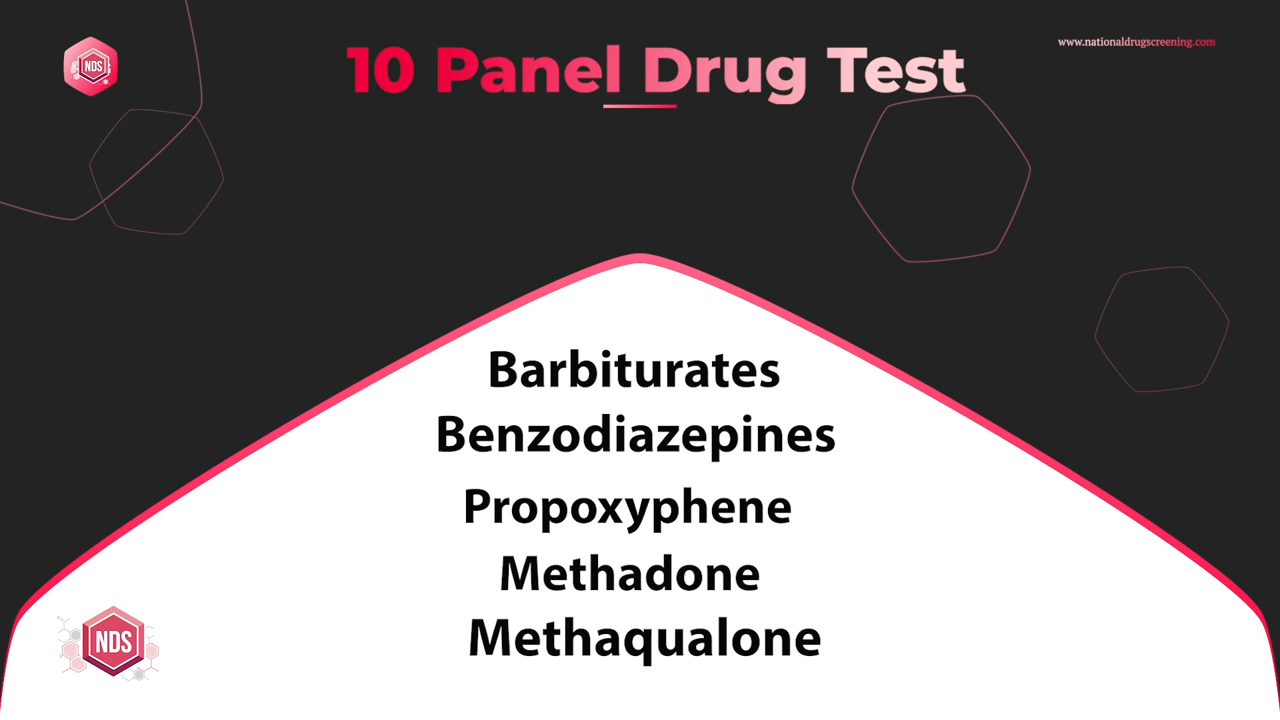 NDS
10 Panel Drug Test
www.nationaldrugscreening.com
Barbiturates
Benzodiazepines
Propoxyphene
Methadone
Methaqualone
NDS